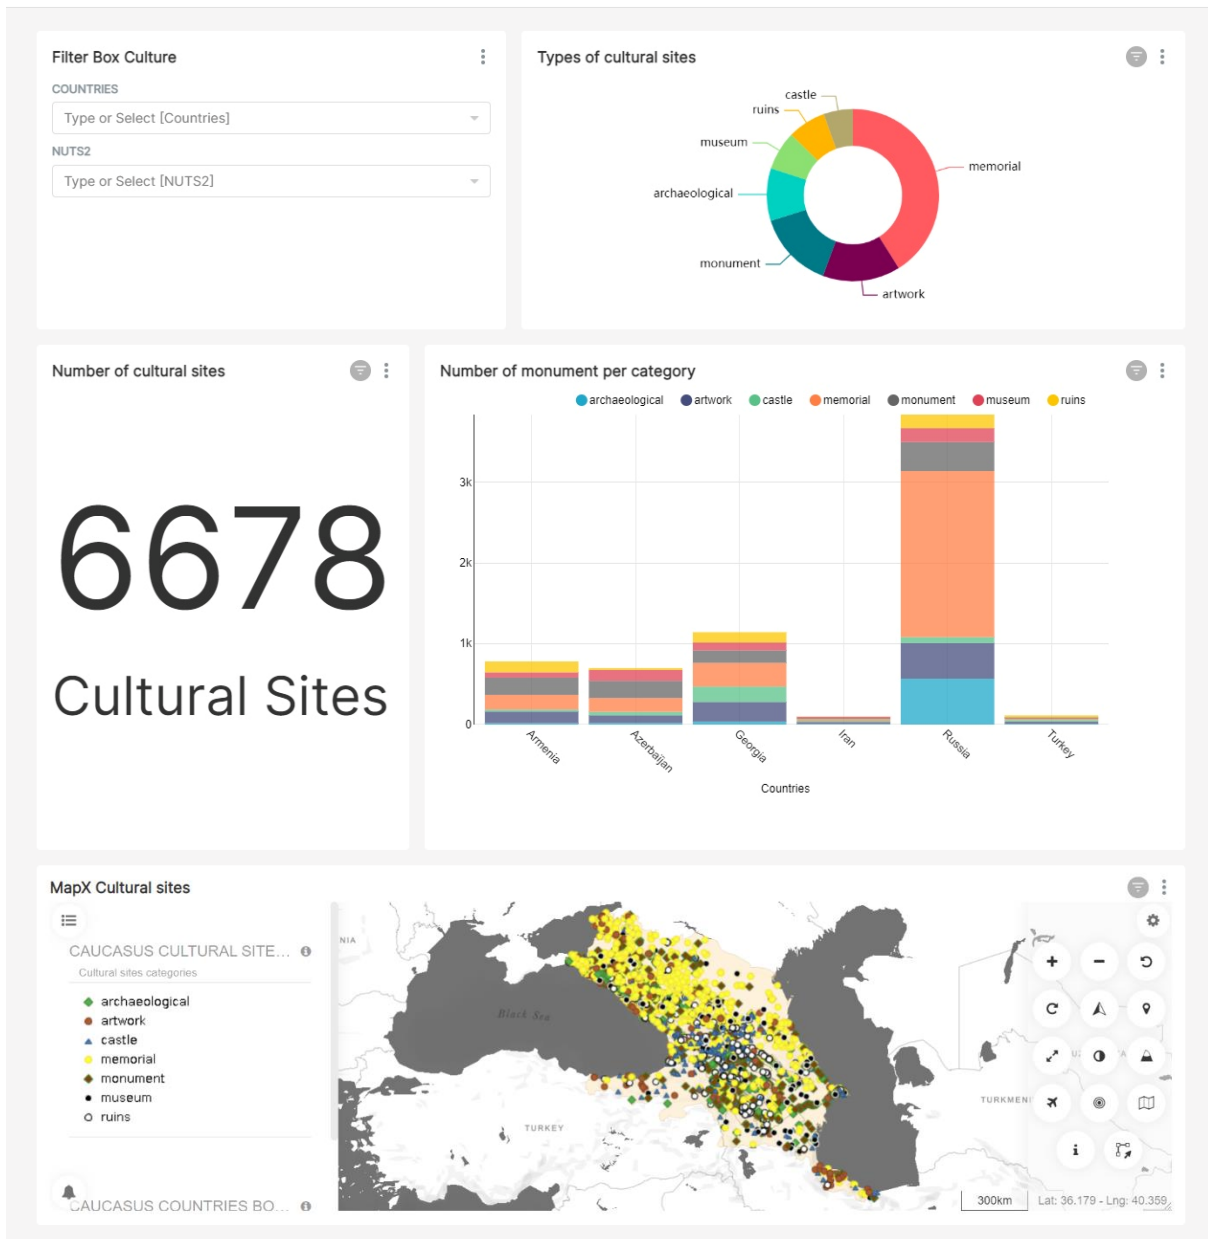 Filter Box Culture
COUNTRIES
Type or Select [Countries]
NUTS2
Type or Select [NUTS2]
Types of cultural sites
castle
ruins
museum
memorial
archaeological
monument
artwork
Number of cultural sites
6678
Cultural Sites
Number of monument per category
archaeological artwork castle memorial monument museum ruins
3k
2k
1k
0
Armenia Azerbaijan Georgia Iran Russia Turkey
Countries
MapX Cultural sites
CAUCASUS CULTURAL SITE...
Cultural sites categories
archaeological
artwork
castle
memorial
monument
museum
ruins
CAUCASUS COUNTRIES BO...
NIA
Black Sea
TURKEY
TURKMENI
300km
Lat: 36.179 - Lng: 40.359